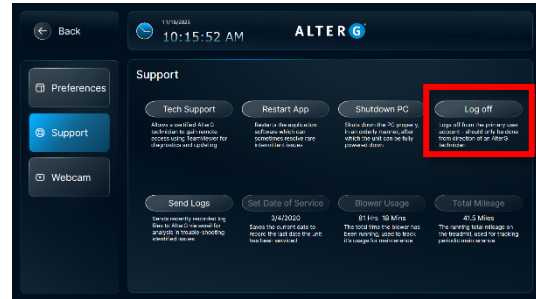 Back
11/15/2023
10:15:52 AM
ALTERG
Preferences
Support
Webcam
Support
Tech Support
Allows a certified AlterG
technician to gain remote
access using TeamViewer for
diagnostics and updating
Restart App
Restarts the application
software which can
sometimes resolve rare
intermittent issues
Shutdown PC
Shuts down the PC properly,
in an orderly manner, after
which the unit can be fully
powered down
Log off
Logs off from the primary user
account - should only be done
from direction of an AlterG
technician
Send Logs
Sends recently recorded log
files to AlterG via email for
analysis in trouble-shooting
identified issues
Set Date of Service
3/4/2020
Saves the current date to
record the last date the unit
has been serviced
Blower Usage
81 Hrs 18 Mins
The total time the blower has
been running, used to track
it's usage for maintenance
Total Mileage
41.5 Miles
The running total mileage on
the treadmill, used for tracking
periodic maintenance